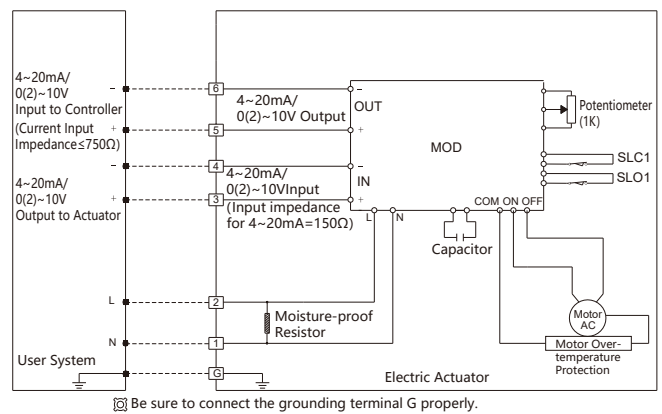 4~20mA/
0(2)~10V
Input to Controller
(Current Input
Impedance≤750Ω)
-
+
-
4~20mA/
0(2)~10V
Output to Actuator
+
L
N
User System
6
5
4
3
2
1
G
4~20mA/
0(2)~10V Output
4~20mA/
0(2)~10VInput
(Input impedance
for 4~20mA=150Ω)
-
OUT
+
-
IN
+
MOD
L
N
COM ON OFF
Capacitor
Potentiometer
(1K)
SLC1
SLO1
Moisture-proof
Resistor
Motor
AC
Motor Over-
temperature
Protection
Electric Actuator
Be sure to connect the grounding terminal G properly.